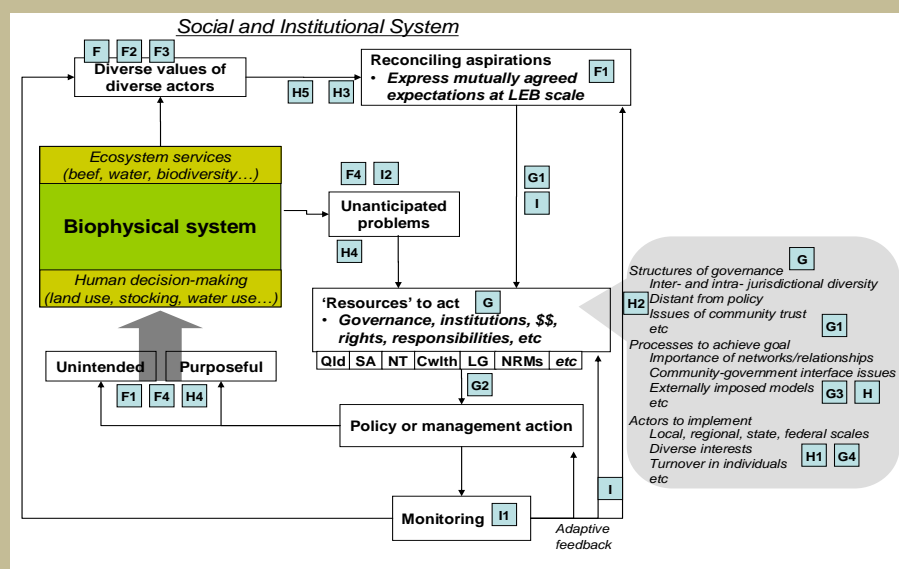 Social and Institutional System
F F2 F3
Diverse values of
diverse actors
H5 H3
Reconciling aspirations
• Express mutually agreed
expectations at LEB scale
F1
Ecosystem services
(beef, water, biodiversity…)
Biophysical system
Human decision-making
(land use, stocking, water use…)
F4 I2
Unanticipated
problems
H4
G1
I
‘Resources’ to act G
• Governance, institutions, $$,
rights, responsibilities, etc
Qld SA NT Cwlth LG NRMs etc
H2
G2
Unintended Purposeful
F1 F4 H4
Policy or management action
Monitoring I1
I
Adaptive
feedback
Structures of governance G
Inter- and intra- jurisdictional diversity
Distant from policy
Issues of community trust
etc G1
Processes to achieve goal
Importance of networks/relationships
Community-government interface issues
Externally imposed models G3 H
etc
Actors to implement
Local, regional, state, federal scales
Diverse interests H1 G4
Turnover in individuals
etc